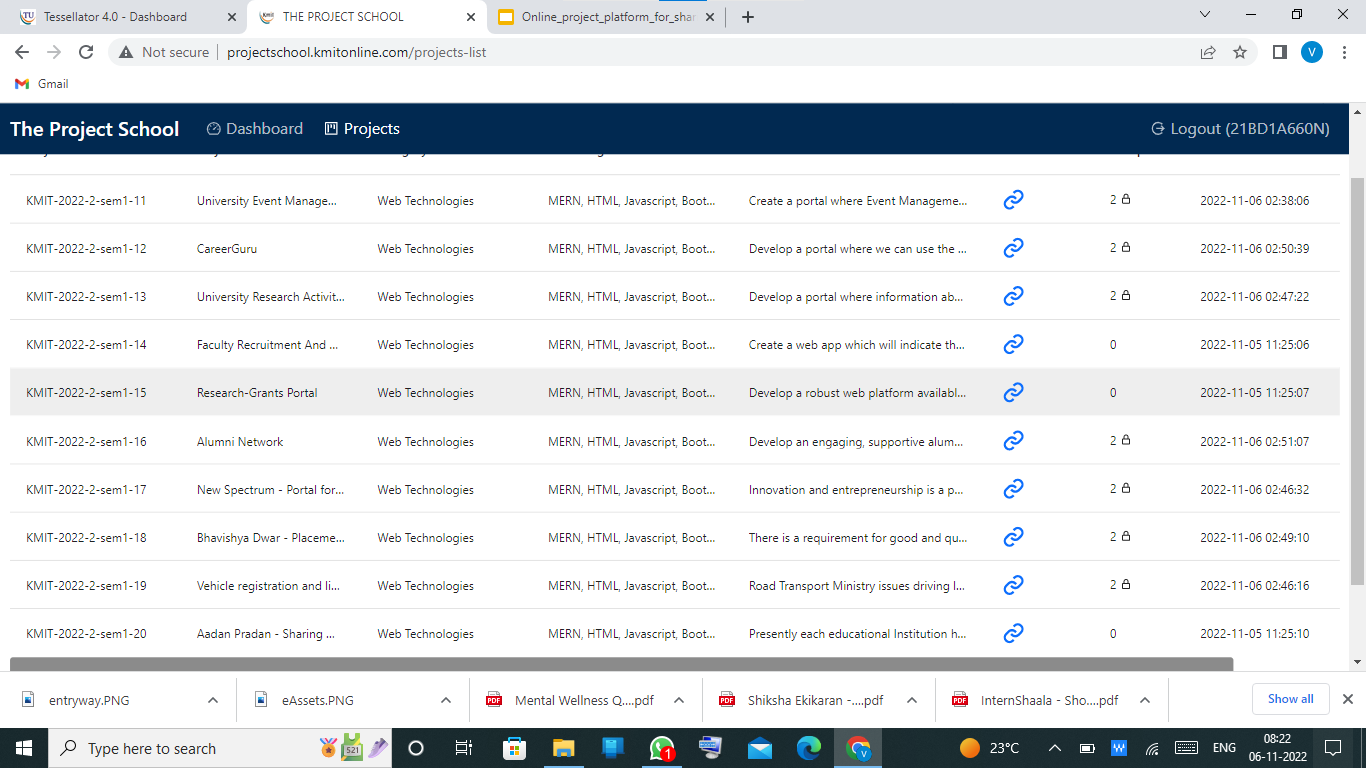 Tessellator 4.0 - Dashboard THE PROJECT SCHOOL Online_project_platform_for_shar
Not secure projectschool.kmitonline.com/projects-list V
Gmail
The Project School Dashboard Projects Logout (21BD1A660N)
KMIT-2022-2-sem1-11 University Event Manage... Web Technologies MERN, HTML, Javascript, Boot... Create a portal where Event Manageme... 2 2022-11-06 02:38:06
KMIT-2022-2-sem1-12 CareerGuru Web Technologies MERN, HTML, Javascript, Boot... Develop a portal where we can use the ... 2 2022-11-06 02:50:39
KMIT-2022-2-sem1-13 University Research Activit... Web Technologies MERN, HTML, Javascript, Boot... Develop a portal where information ab... 2 2022-11-06 02:47:22
KMIT-2022-2-sem1-14 Faculty Recruitment And ... Web Technologies MERN, HTML, Javascript, Boot... Create a web app which will indicate th... 0 2022-11-05 11:25:06
KMIT-2022-2-sem1-15 Research-Grants Portal Web Technologies MERN, HTML, Javascript, Boot... Develop a robust web platform availabl... 0 2022-11-05 11:25:07
KMIT-2022-2-sem1-16 Alumni Network Web Technologies MERN, HTML, Javascript, Boot... Develop an engaging, supportive alum... 2 2022-11-06 02:51:07
KMIT-2022-2-sem1-17 New Spectrum - Portal for... Web Technologies MERN, HTML, Javascript, Boot... Innovation and entrepreneurship is a p... 2 2022-11-06 02:46:32
KMIT-2022-2-sem1-18 Bhavishya Dwar - Placeme... Web Technologies MERN, HTML, Javascript, Boot... There is a requirement for good and qu... 2 2022-11-06 02:49:10
KMIT-2022-2-sem1-19 Vehicle registration and li... Web Technologies MERN, HTML, Javascript, Boot... Road Transport Ministry issues driving l... 2 2022-11-06 02:46:16
KMIT-2022-2-sem1-20 Aadan Pradan - Sharing ... Web Technologies MERN, HTML, Javascript, Boot... Presently each educational Institution h... 0 2022-11-05 11:25:10
entryway.PNG eAssets.PNG Mental Wellness Q....pdf Shiksha Ekikaran -....pdf InternShaala - Sho....pdf Show all
Type here to search 521 1 V 23°C ENG 08:22
06-11-2022